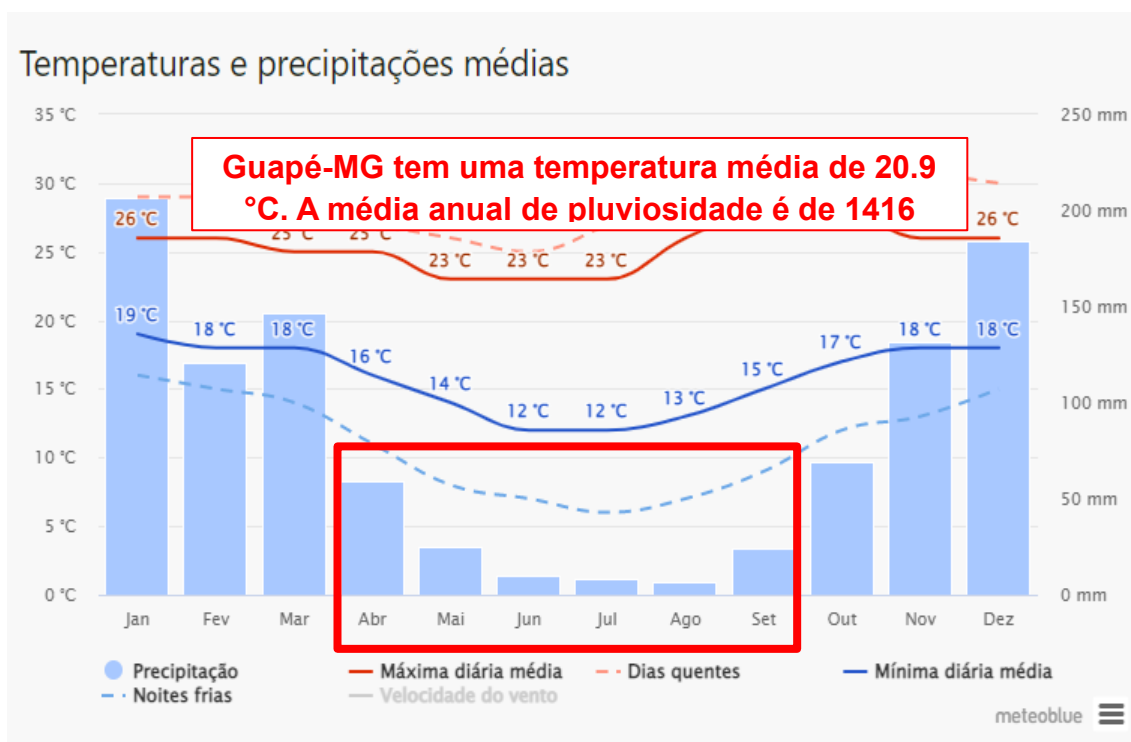 Temperaturas e precipitações médias
35 °C
250 mm
Guapé-MG tem uma temperatura média de 20.9
°C. A média anual de pluviosidade é de 1416
30 °C
200 mm
26 °C
25 °C
25 °C
26 °C
25 °C
23 °C
23 °C
23 °C
150 mm
20 °C
19 °C
18 °C
18 °C
16 °C
14 °C
12 °C
12 °C
13 °C
15 °C
17 °C
18 °C
18 °C
15 °C
100 mm
10 °C
50 mm
5 °C
0 °C
0 mm
Jan Fev Mar Abr Mai Jun Jul Ago Set Out Nov Dez
Precipitação Máxima diária média Dias quentes Mínima diária média
Noites frias Velocidade do vento
meteoblue